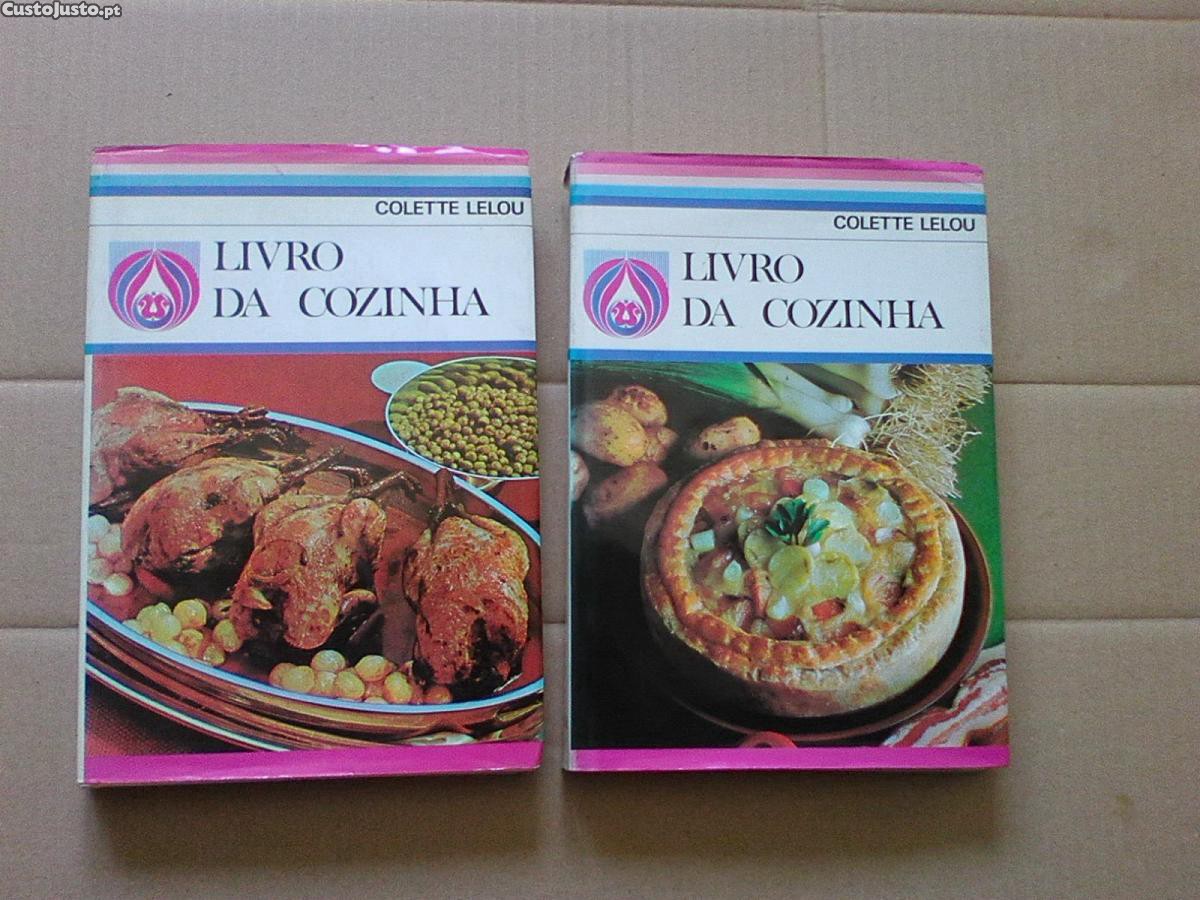 CustoJusto.pt
COLETTE LELOU
LIVRO
DA COZINHA
COLETTE LELOU
LIVRO
DA COZINHA